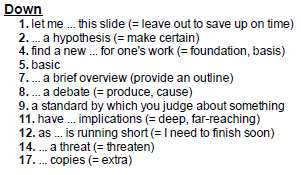 Down
1. let me ... this slide (= leave out to save up on time)
2. ... a hypothesis (= make certain)
4. find a new ... for one's work (= foundation, basis)
5. basic
7. ... a brief overview (provide an outline)
8. ... a debate (= produce, cause)
9. a standard by which you judge about something
11. have ... implications (= deep, far-reaching)
12. as ... is running short (= I need to finish soon)
14. ... a threat (= threaten)
17. ... copies (= extra)